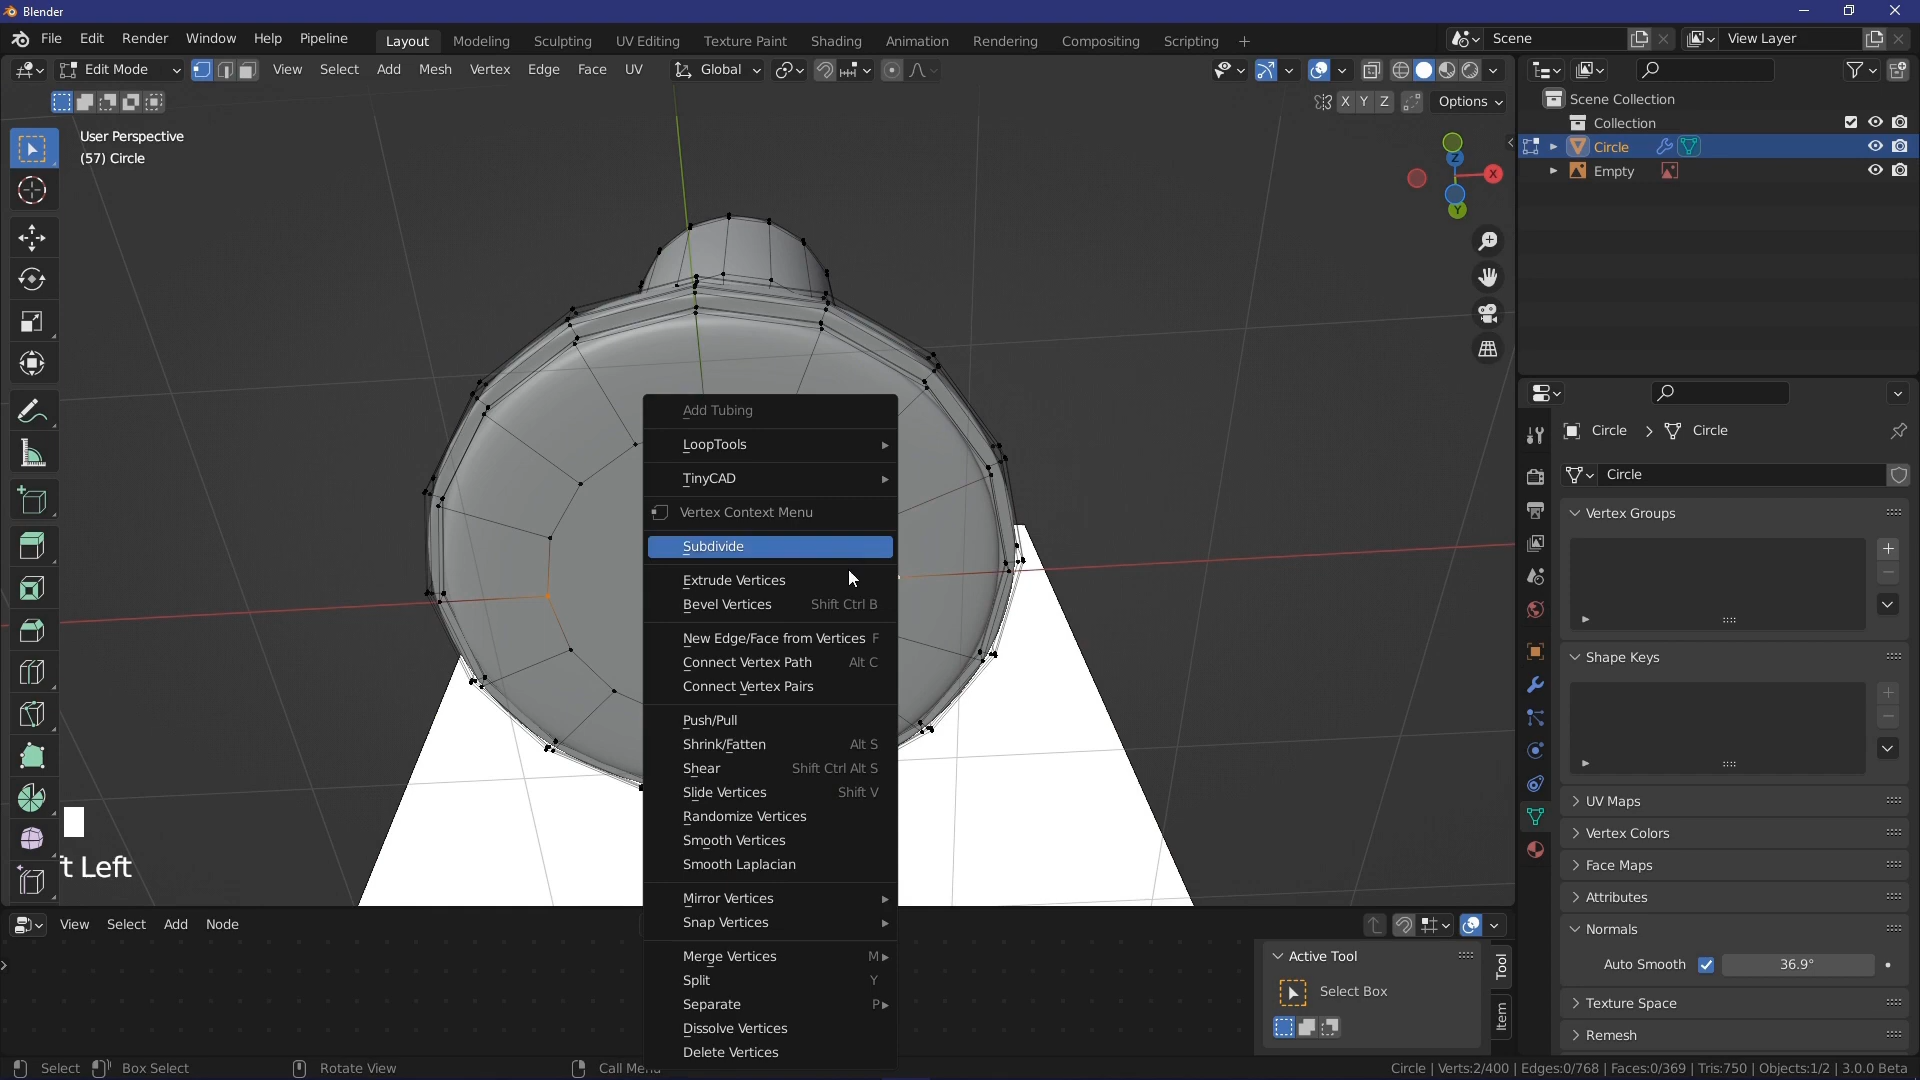 Blender
File Edit Render Window Help Pipeline
Layout Modeling Sculpting UV Editing Texture Paint Shading Animation Rendering Compositing Scripting +
Scene
View Layer
Edit Mode View Select Add Mesh Vertex Edge Face UV Global
X Y Z Options
User Perspective
(57) Circle
Scene Collection
Collection
Circle
Empty
Z
X
Y
Add Tubing
LoopTools
TinyCAD
Vertex Context Menu
Subdivide
Extrude Vertices
Bevel Vertices Shift Ctrl B
New Edge/Face from Vertices F
Connect Vertex Path Alt C
Connect Vertex Pairs
Push/Pull
Shrink/Fatten Alt S
Shear Shift Ctrl Alt S
Slide Vertices Shift V
Randomize Vertices
Smooth Vertices
Smooth Laplacian
Mirror Vertices
Snap Vertices
Merge Vertices M
Split Y
Separate P
Dissolve Vertices
Delete Vertices
t Left
Circle > Circle
Circle
Vertex Groups
Shape Keys
UV Maps
Vertex Colors
Face Maps
Attributes
Normals
Auto Smooth 36.9°
Texture Space
Remesh
View Select Add Node
Active Tool
Select Box
Tool
Item
Select Box Select Rotate View Call Menu
Circle | Verts:2/400 | Edges:0/768 | Faces:0/369 | Tris:750 | Objects:1/2 | 3.0.0 Beta